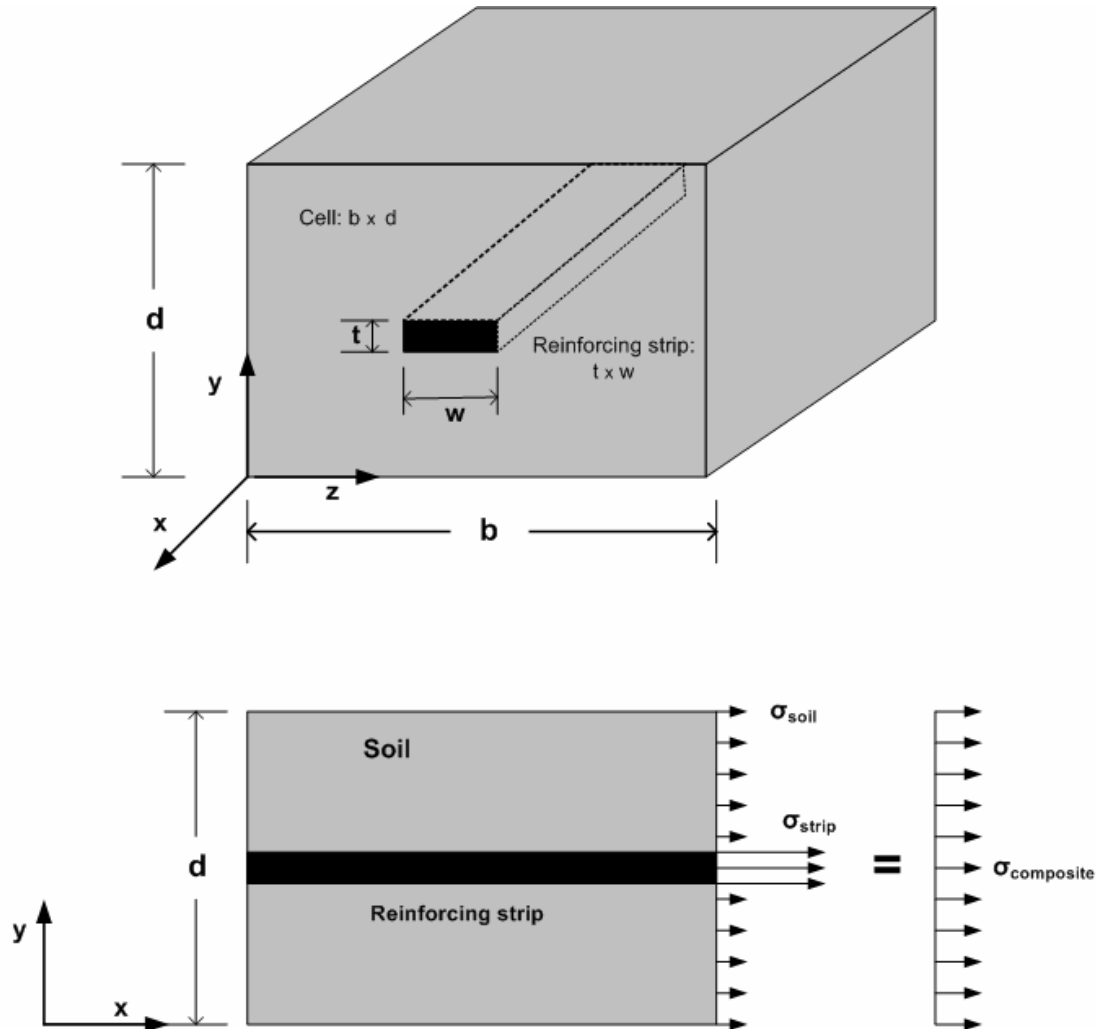 Cell: b x d
d
t
Reinforcing strip:
t x w
y
w
z
x
b
σsoil
Soil
σstrip
d
=
σcomposite
Reinforcing strip
y
x